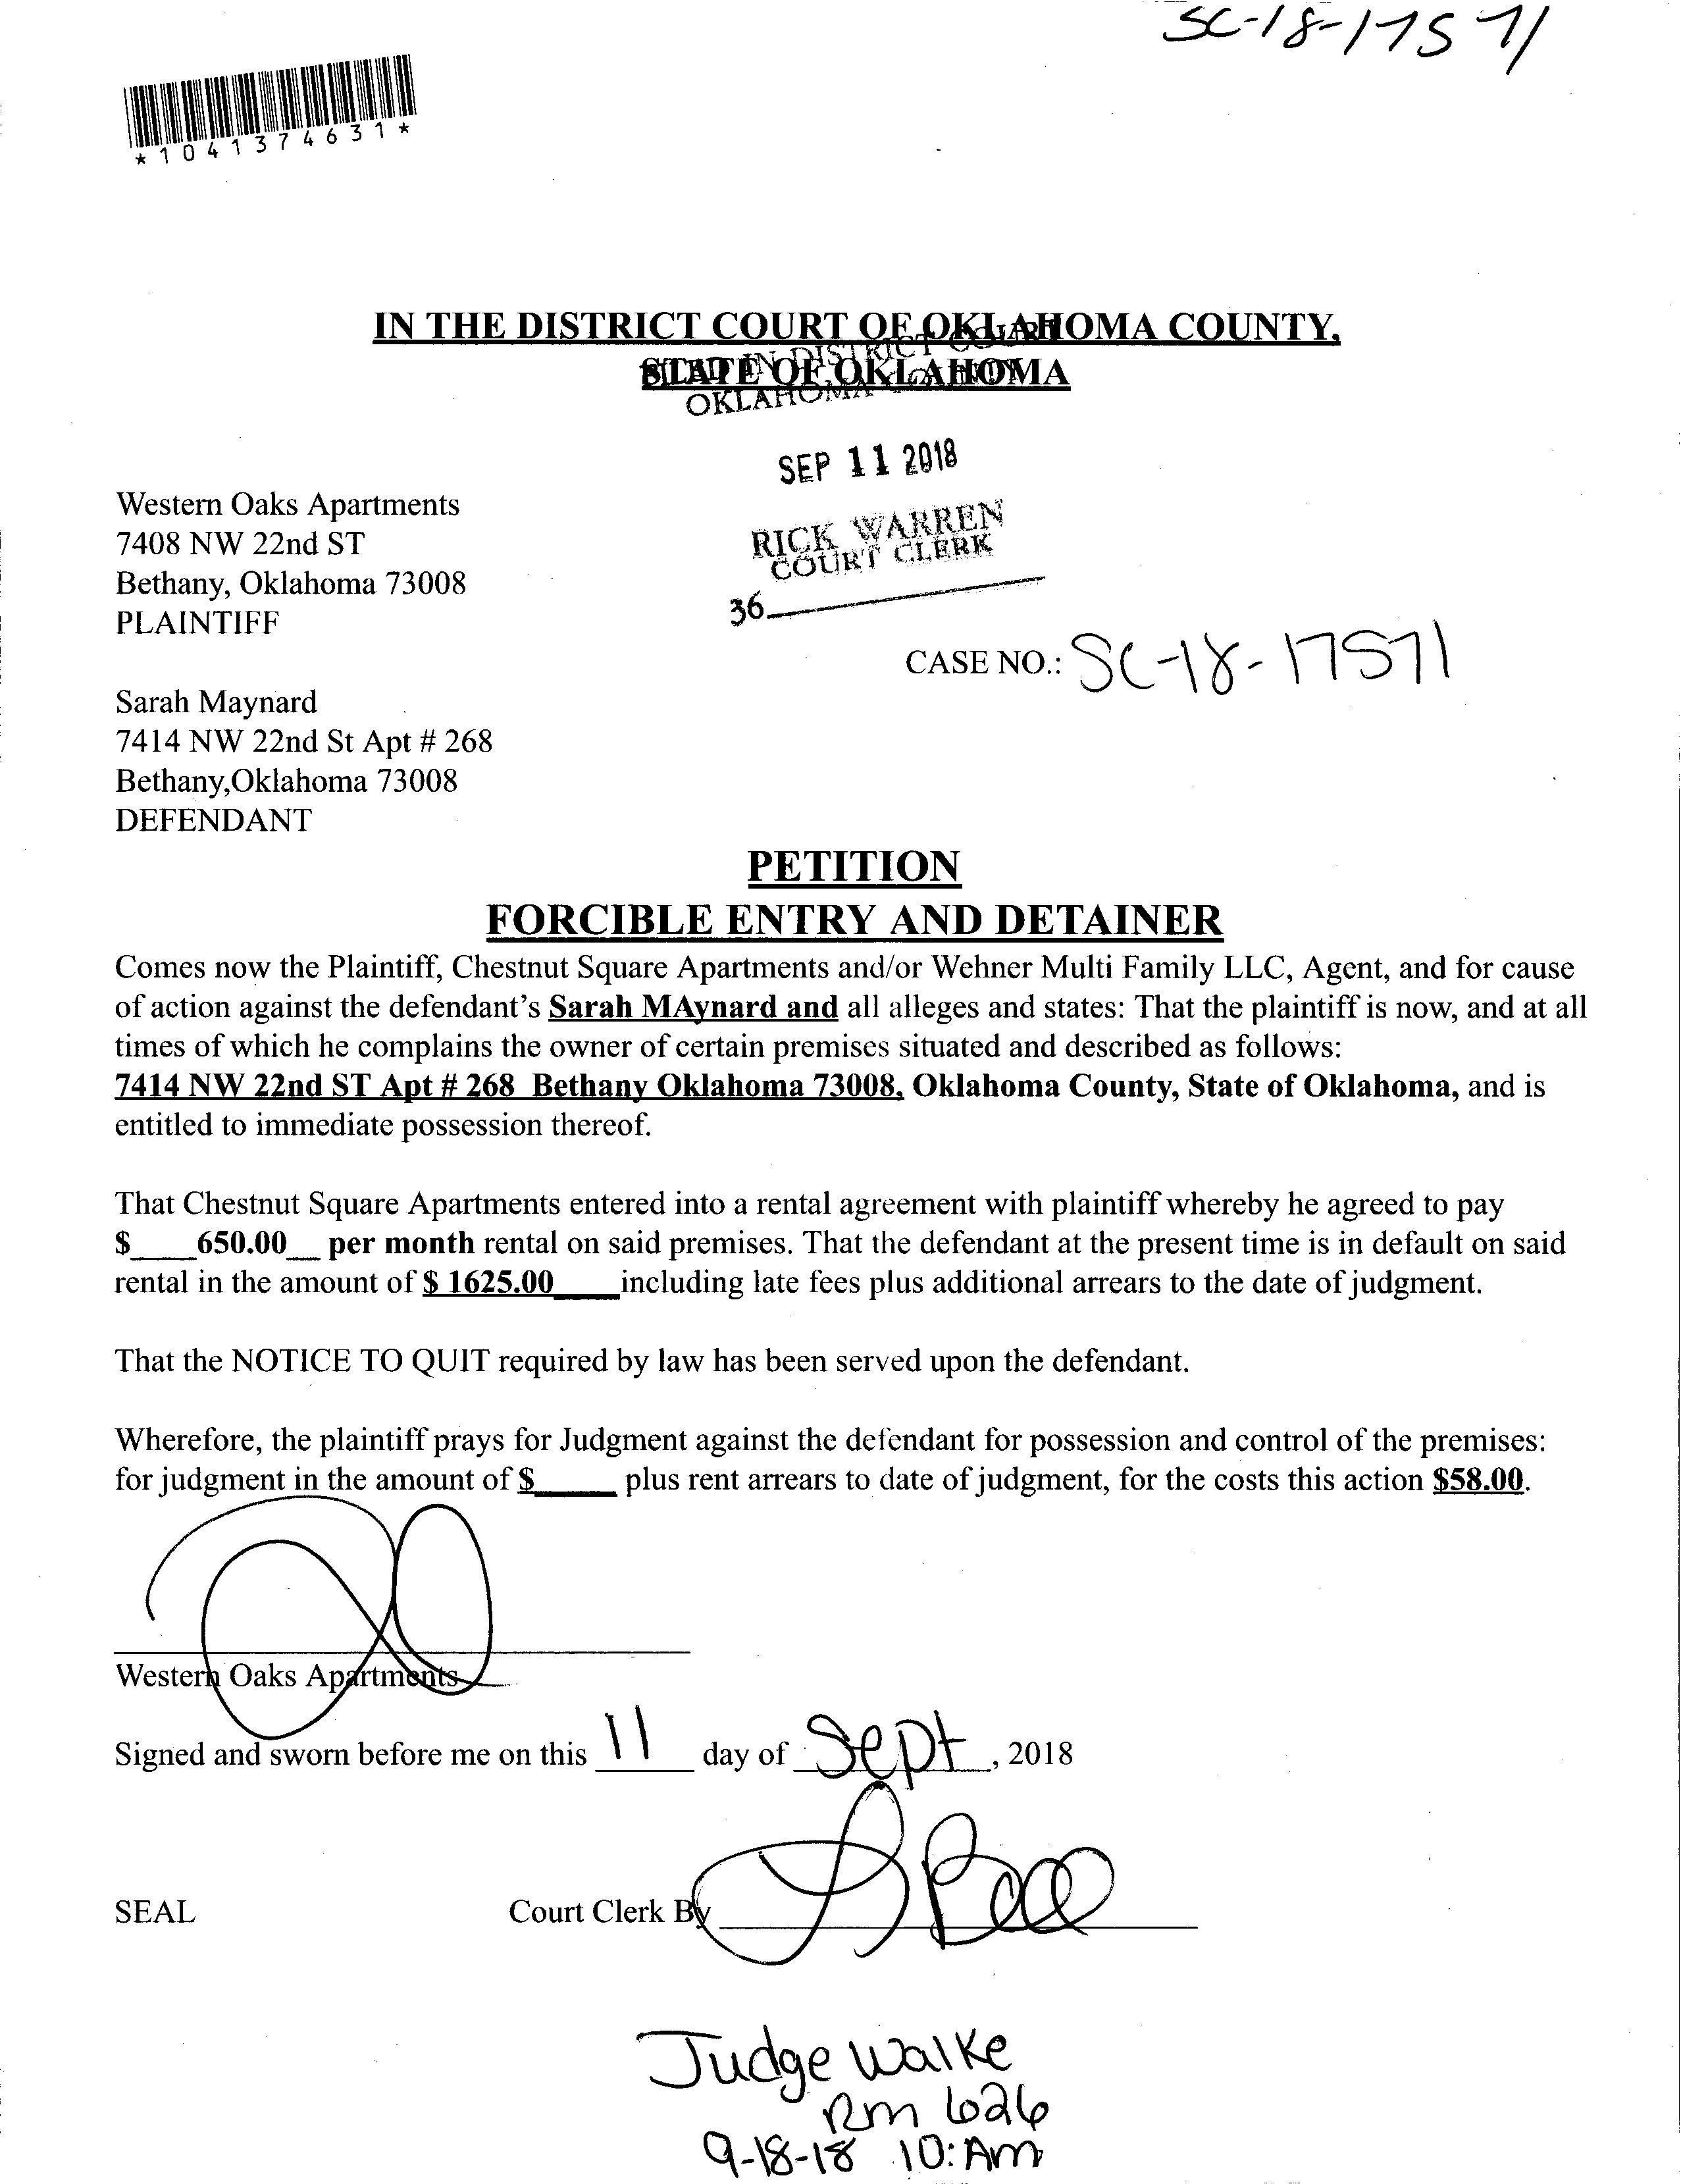 SC-18-17571
*1041374631*
IN THE DISTRICT COURT OF OKLAHOMA COUNTY,
STATE OF OKLAHOMA
FILED IN DISTRICT COURT
OKLAHOMA COUNTY
SEP 11 2018
RICK WARREN
COURT CLERK
36
Western Oaks Apartments
7408 NW 22nd ST
Bethany, Oklahoma 73008
PLAINTIFF
CASE NO.: SC-18-17571
Sarah Maynard
7414 NW 22nd St Apt # 268
Bethany,Oklahoma 73008
DEFENDANT
PETITION
FORCIBLE ENTRY AND DETAINER
Comes now the Plaintiff, Chestnut Square Apartments and/or Wehner Multi Family LLC, Agent, and for cause
of action against the defendant's Sarah MAynard and all alleges and states: That the plaintiff is now, and at all
times of which he complains the owner of certain premises situated and described as follows:
7414 NW 22nd ST Apt # 268 Bethany Oklahoma 73008, Oklahoma County, State of Oklahoma, and is
entitled to immediate possession thereof.
That Chestnut Square Apartments entered into a rental agreement with plaintiff whereby he agreed to pay
$____650.00__ per month rental on said premises. That the defendant at the present time is in default on said
rental in the amount of $ 1625.00____including late fees plus additional arrears to the date of judgment.
That the NOTICE TO QUIT required by law has been served upon the defendant.
Wherefore, the plaintiff prays for Judgment against the defendant for possession and control of the premises:
for judgment in the amount of $_____ plus rent arrears to date of judgment, for the costs this action $58.00.
Western Oaks Apartments
Signed and sworn before me on this 11 day of Sept, 2018
SEAL
Court Clerk By
Judge Walke
Rm 626
9-18-18 10:Am